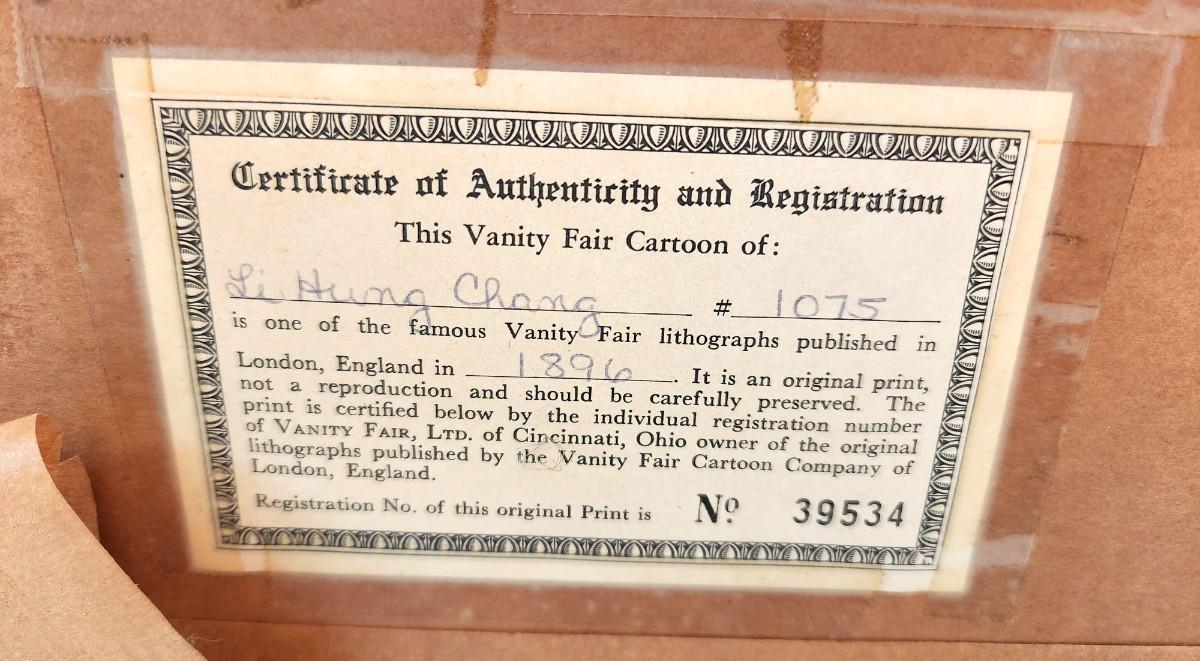 Certificate of Authenticity and Registration
This Vanity Fair Cartoon of:
Li Hung Chang # 1075
is one of the famous Vanity Fair lithographs published in
London, England in 1896. It is an original print,
not a reproduction and should be carefully preserved. The
print is certified below by the individual registration number
of VANITY FAIR, LTD. of Cincinnati, Ohio owner of the original
lithographs published by the Vanity Fair Cartoon Company of
London, England.
Registration No. of this original Print is Nº. 39534